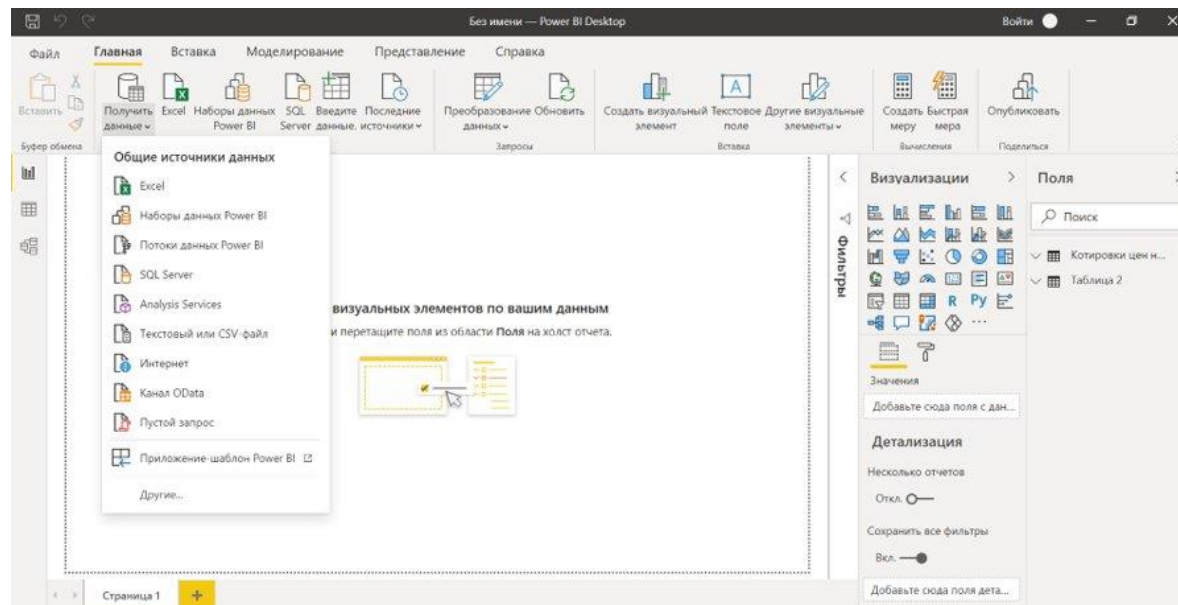 Без имени — Power BI Desktop
Войти
Файл Главная Вставка Моделирование Представление Справка
Вставить
Получить данные
Excel
Наборы данных Power BI
SQL Server
Введите данные.
Последние источники
Преобразование данных
Обновить
Создать визуальный элемент
Текстовое поле
Другие визуальные элементы
Создать меру
Быстрая мера
Опубликовать
Буфер обмена
Запросы
Вставка
Вычисления
Поделиться
Общие источники данных
Excel
Наборы данных Power BI
Потоки данных Power BI
SQL Server
Analysis Services
Текстовый или CSV-файл
Интернет
Канал OData
Пустой запрос
Приложение-шаблон Power BI
Другие...
визуальных элементов по вашим данным
и перетащите поля из области Поля на холст отчета.
Фильтры
Визуализации
R Py
Значения
Добавьте сюда поля с дан...
Детализация
Несколько отчетов
Откл.
Сохранить все фильтры
Вкл.
Добавьте сюда поля дета...
Поля
Поиск
Котировки цен н...
Таблица 2
Страница 1